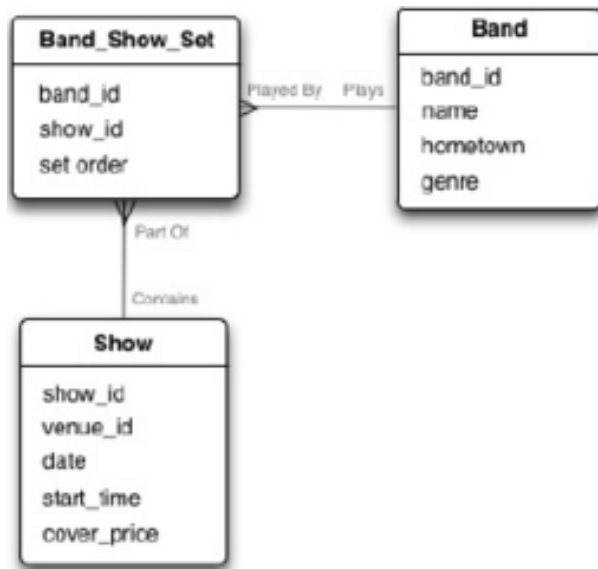 Band_Show_Set
band_id
show_id
set order
Played By Plays
Band
band_id
name
hometown
genre
Part Of
Contains
Show
show_id
venue_id
date
start_time
cover_price